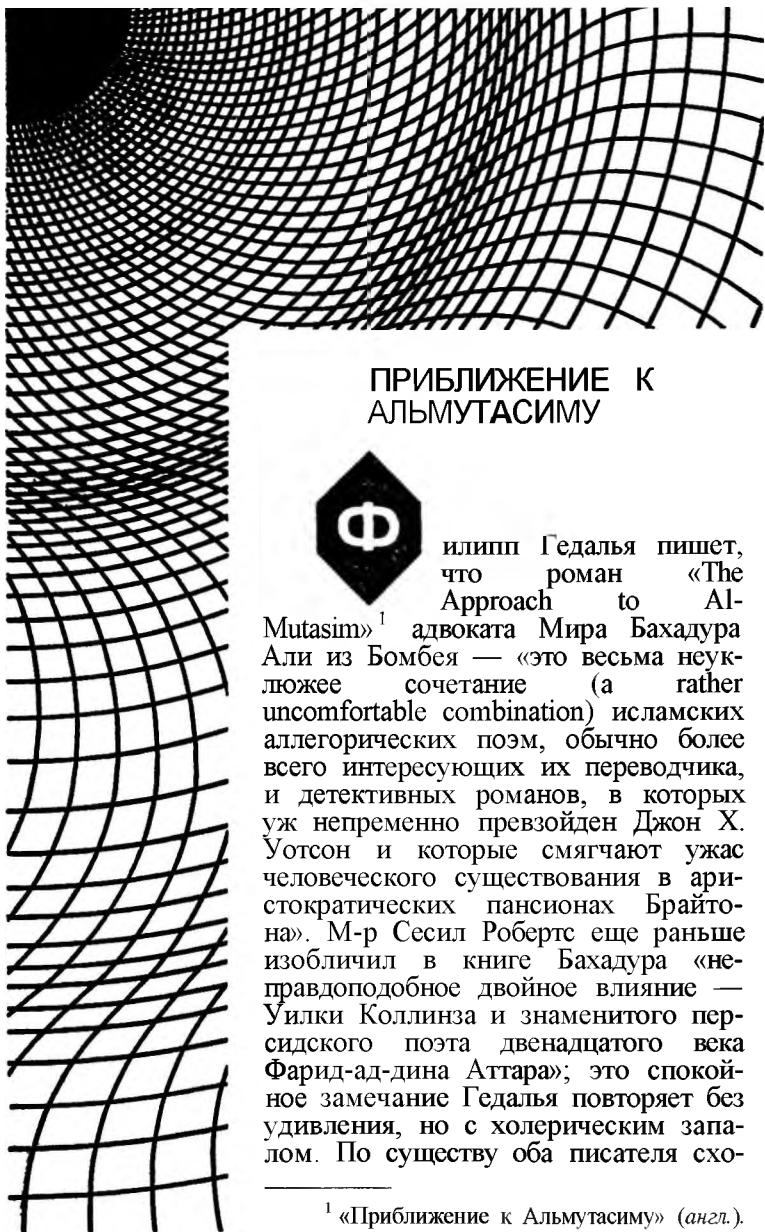 ПРИБЛИЖЕНИЕ К
АЛЬМУТАСИМУ
Филипп Гедалья пишет,
что роман «The
Approach to Al-
Mutasim» ¹ адвоката Мира Бахадура
Али из Бомбея — «это весьма неук-
люжее сочетание (a rather
uncomfortable combination) исламских
аллегорических поэм, обычно более
всего интересующих их переводчика,
и детективных романов, в которых
уж непременно превзойден Джон Х.
Уотсон и которые смягчают ужас
человеческого существования в ари-
стократических пансионах Брайто-
на». М-р Сесил Робертс еще раньше
изобличил в книге Бахадура «не-
правдоподобное двойное влияние —
Уилки Коллинза и знаменитого пер-
сидского поэта двенадцатого века
Фарид-ад-дина Аттара»; это спокой-
ное замечание Гедалья повторяет без
удивления, но с холерическим запа-
лом. По существу оба писателя схо-
¹ «Приближение к Альмутасиму» (англ.).